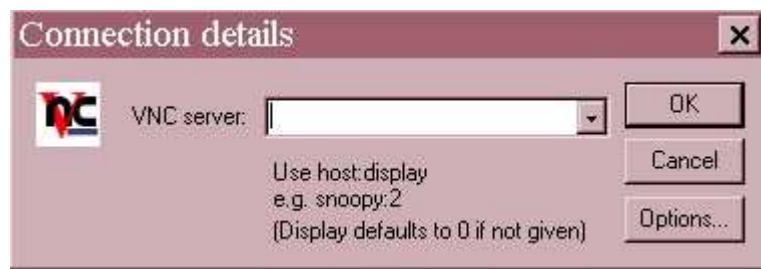 Connection details
VNC
VNC server:
OK
Use host:display
e.g. snoopy:2
(Display defaults to 0 if not given)
Cancel
Options...